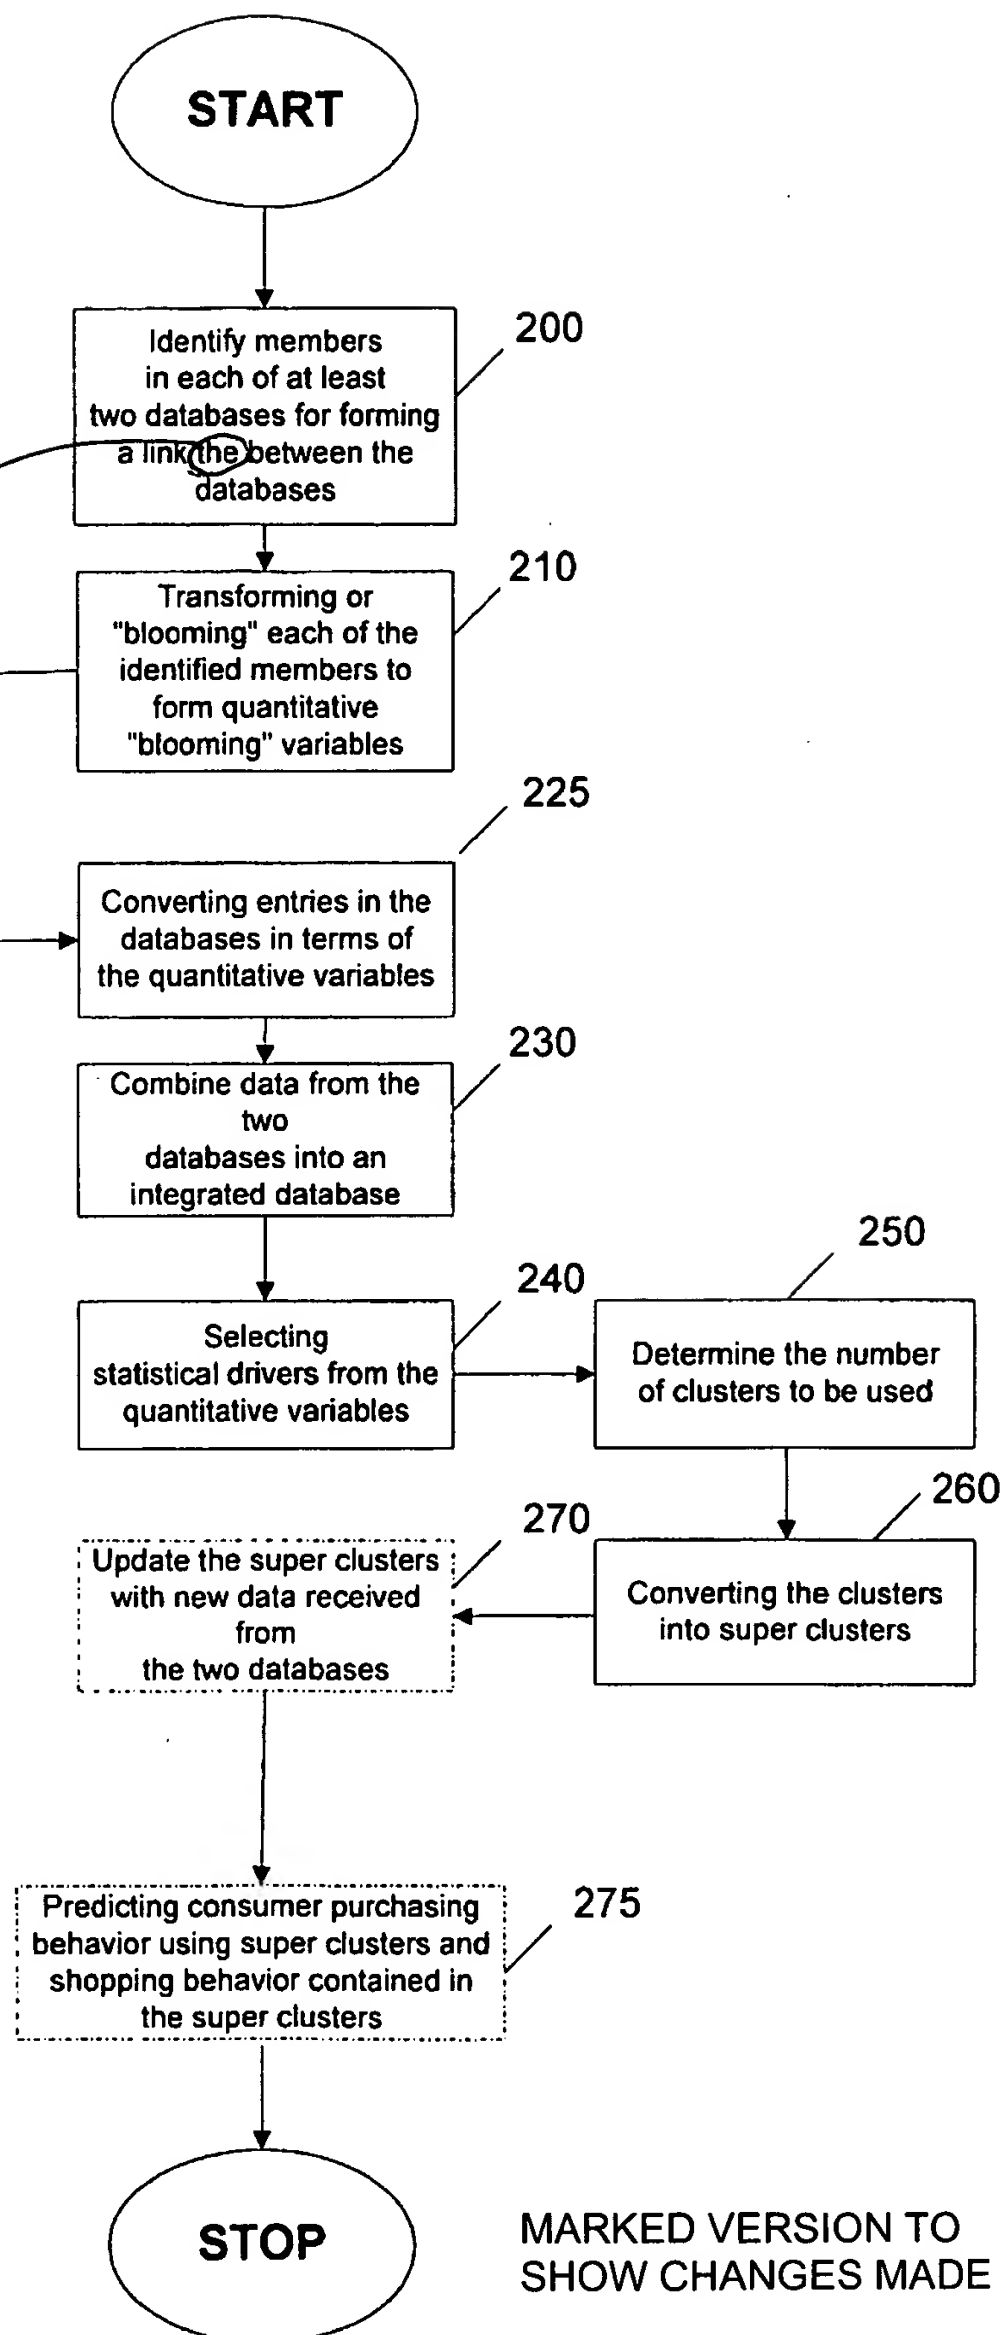 START
200
Identify members
in each of at least
two databases for forming
a link the between the
databases
210
Transforming or
"blooming" each of the
identified members to
form quantitative
"blooming" variables
225
Converting entries in the
databases in terms of
the quantitative variables
230
Combine data from the
two
databases into an
integrated database
240
Selecting
statistical drivers from the
quantitative variables
250
Determine the number
of clusters to be used
260
Converting the clusters
into super clusters
270
Update the super clusters
with new data received
from
the two databases
275
Predicting consumer purchasing
behavior using super clusters and
shopping behavior contained in
the super clusters
STOP
MARKED VERSION TO
SHOW CHANGES MADE